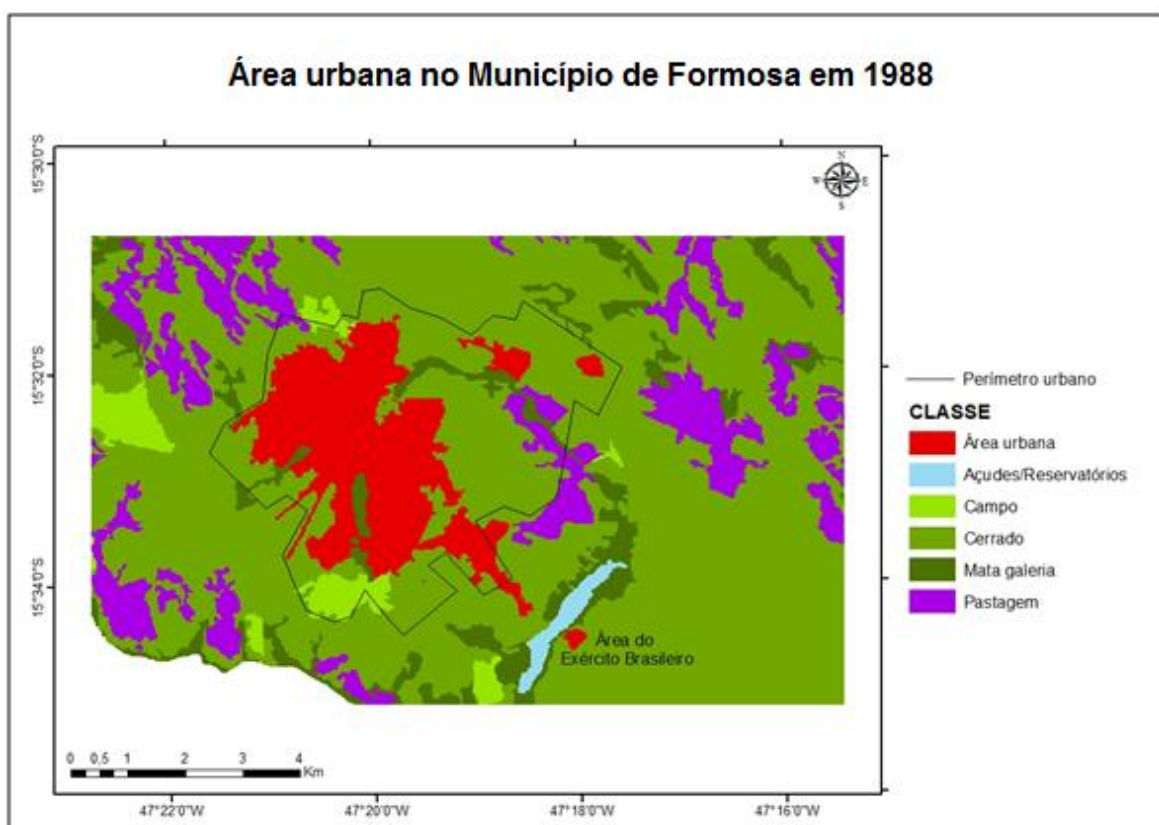 Área urbana no Município de Formosa em 1988
15°30'0"S
15°32'0"S
15°34'0"S
S
W
E
S
Área do
Exército Brasileiro
0 0,5 1 2 3 4
Km
47°22'0"W 47°20'0"W 47°18'0"W 47°16'0"W
Perímetro urbano
CLASSE
Área urbana
Açudes/Reservatórios
Campo
Cerrado
Mata galeria
Pastagem